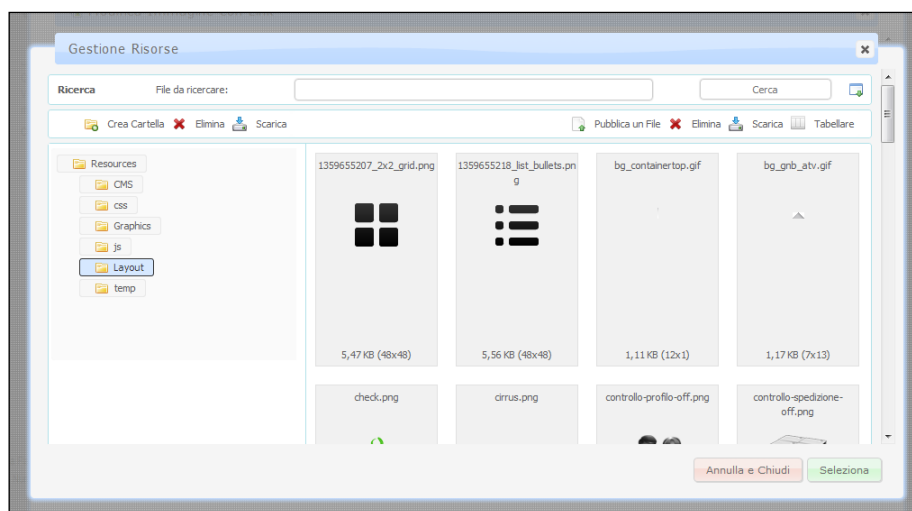 Gestione Risorse
Ricerca File da ricercare: Cerca
Crea Cartella Elimina Scarica Pubblica un File Elimina Scarica Tabellare
Resources
CMS
css
Graphics
js
Layout
temp
1359655207_2x2_grid.png 1359655218_list_bullets.pn bg_containertop.gif bg_gnb_atv.gif
g
5,47 KB (48x48) 5,56 KB (48x48) 1,11 KB (12x1) 1,17 KB (7x13)
check.png cirrus.png controllo-profilo-off.png controllo-spedizione-
off.png
Annulla e Chiudi Seleziona